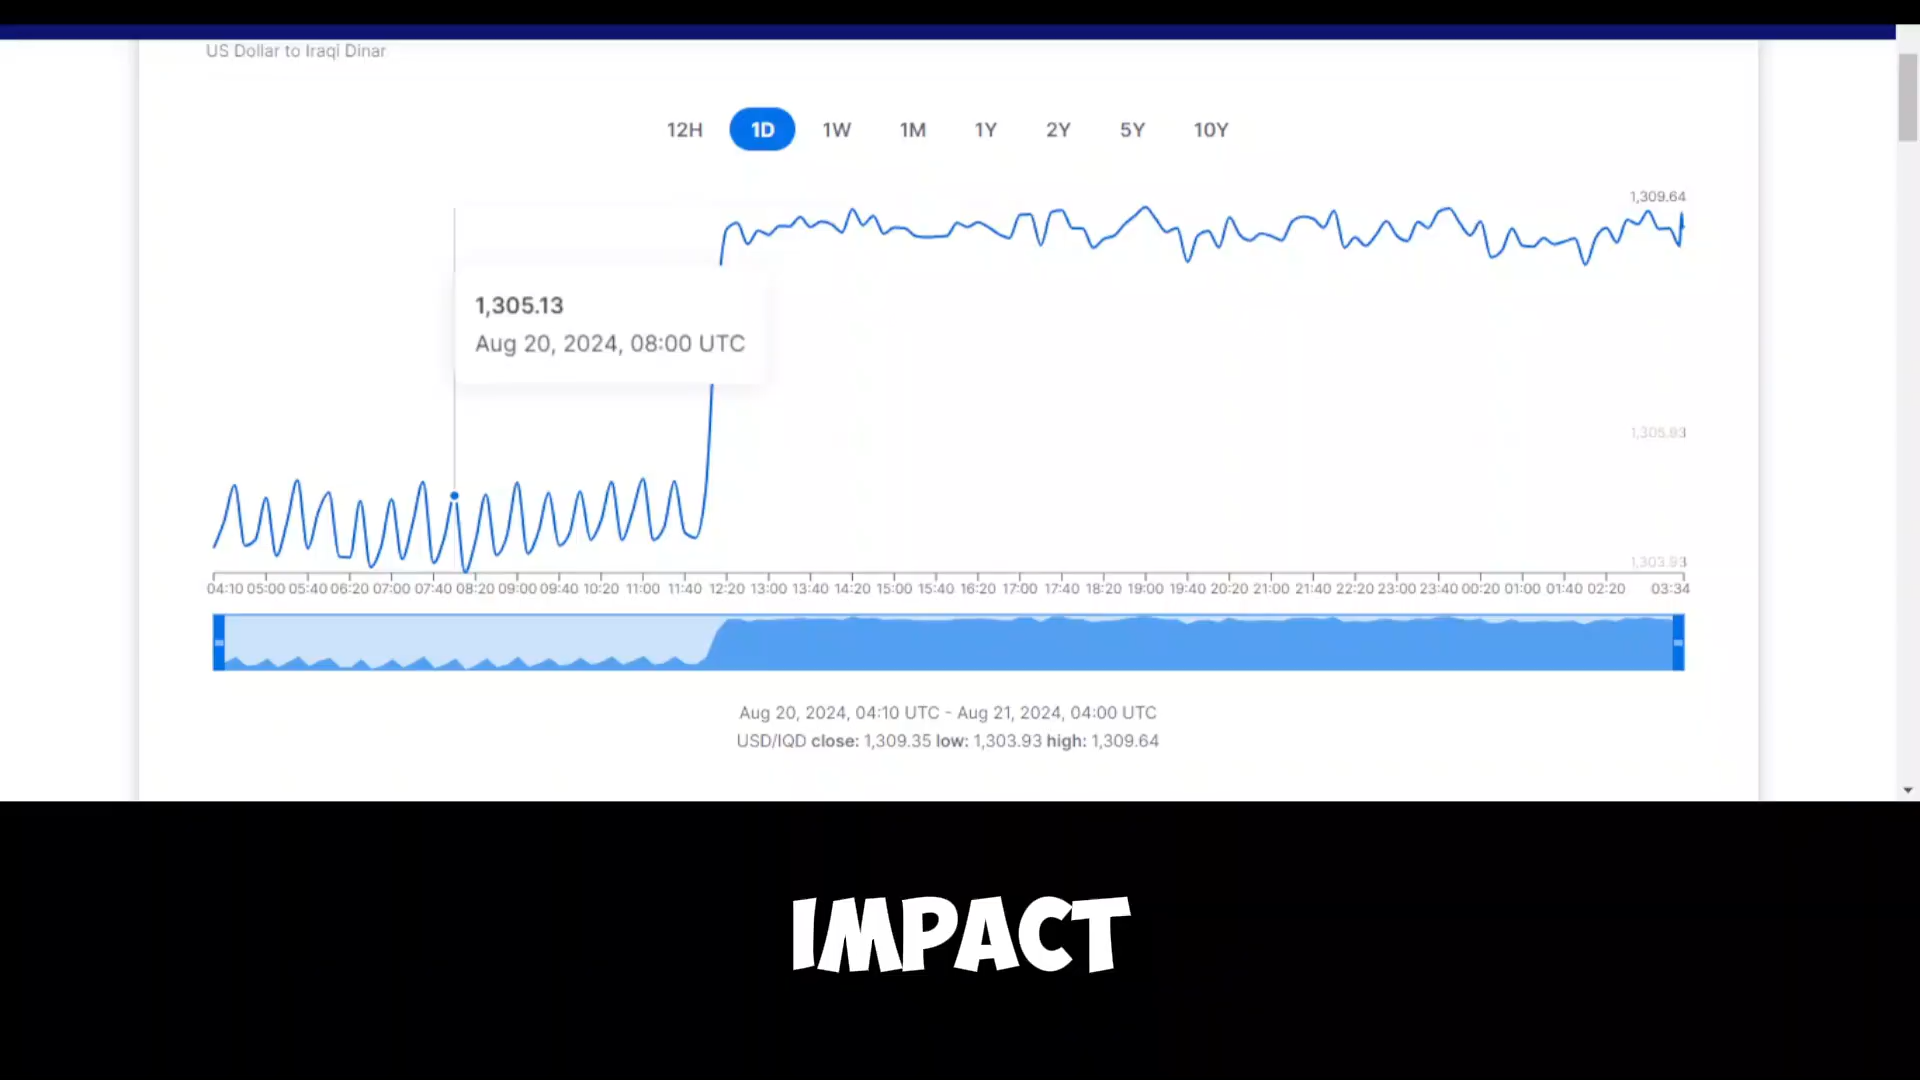 US Dollar to Iraqi Dinar
12H 1D 1W 1M 1Y 2Y 5Y 10Y
1,309.64
1,305.13
Aug 20, 2024, 08:00 UTC
1,305.93
1,303.93
04:10 05:00 05:40 06:20 07:00 07:40 08:20 09:00 09:40 10:20 11:00 11:40 12:20 13:00 13:40 14:20 15:00 15:40 16:20 17:00 17:40 18:20 19:00 19:40 20:20 21:00 21:40 22:20 23:00 23:40 00:20 01:00 01:40 02:20 03:34
Aug 20, 2024, 04:10 UTC - Aug 21, 2024, 04:00 UTC
USD/IQD close: 1,309.35 low: 1,303.93 high: 1,309.64
IMPACT